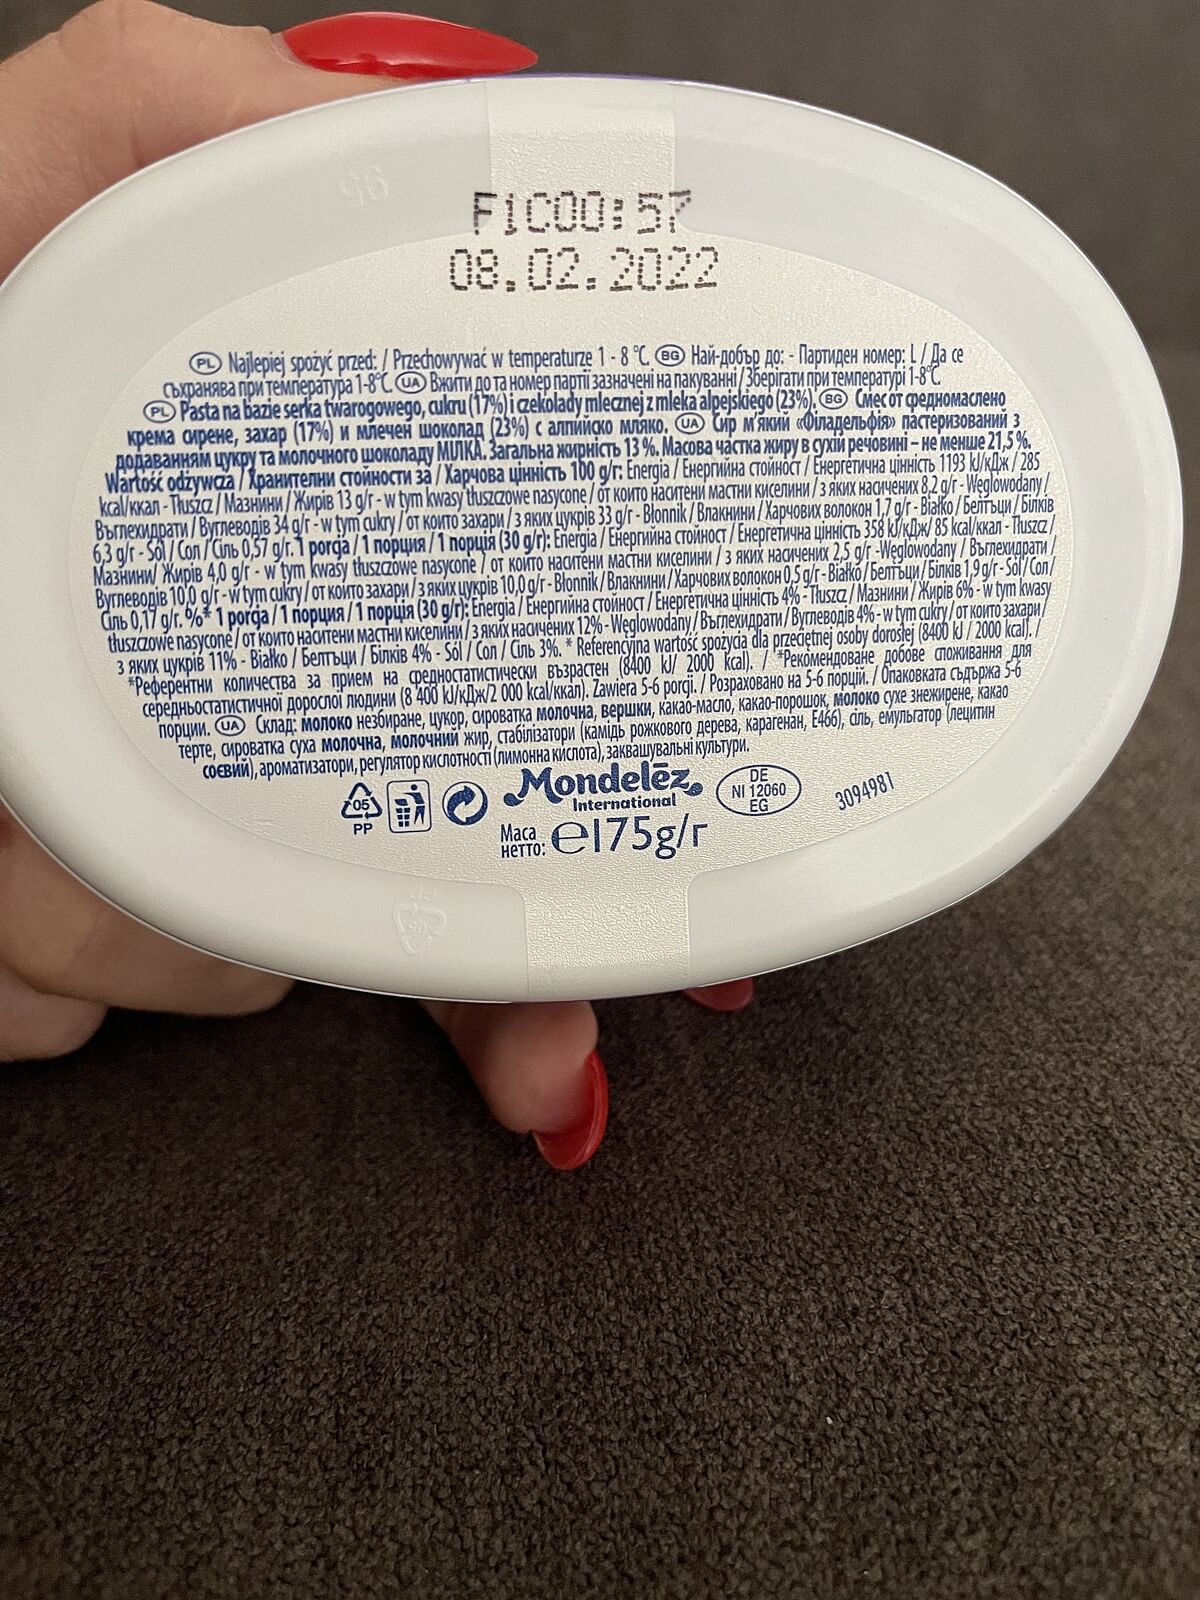 96
F1C00:57
08.02.2022
PL Najlepiej spożyć przed: / Przechowywać w temperaturze 1 - 8 °C. BG Най-добър до: - Партиден номер: L / Да се
съхранява при температура 1-8°C. UA Вжити до та номер партії зазначені на пакуванні / Зберігати при температурі 1-8°C.
PL Pasta na bazie serka twarogowego, cukru (17%) i czekolady mlecznej z mleka alpejskiego (23%). BG Смес от средномаслено
крема сирене, захар (17%) и млечен шоколад (23%) с алпийско мляко. UA Сир м'який «Філадельфія» пастеризований з
додаванням цукру та молочного шоколаду МІЛКА. Загальна жирність 13 %. Масова частка жиру в сухій речовині – не менше 21,5 %.
Wartość odżywcza / Хранителни стойности за / Харчова цінність 100 g/г: Energia / Енергийна стойност / Енергетична цінність 1193 kJ/кДж / 285
kcal/ккал - Tłuszcz / Мазнини / Жирів 13 g/г - w tym kwasy tłuszczowe nasycone / от които наситени мастни киселини / з яких насичених 8,2 g/г - Węglowodany /
Въглехидрати / Вуглеводів 34 g/г - w tym cukry / от които захари / з яких цукрів 33 g/г - Błonnik / Влакнини / Харчових волокон 1,7 g/г - Białko / Белтъци / Білків
6,3 g/г - Sól / Сол / Сіль 0,57 g/г. 1 porcja / 1 порция / 1 порція (30 g/г): Energia / Енергийна стойност / Енергетична цінність 358 kJ/кДж/ 85 kcal/ккал - Tłuszcz /
Мазнини/ Жирів 4,0 g/г - w tym kwasy tłuszczowe nasycone / от които наситени мастни киселини / з яких насичених 2,5 g/г -Węglowodany / Въглехидрати /
Вуглеводів 10,0 g/г - w tym cukry / от които захари / з яких цукрів 10,0 g/г - Błonnik / Влакнини / Харчових волокон 0,5 g/г - Białko / Белтъци / Білків 1,9 g/г - Sól / Сол /
Сіль 0,17 g/г. %* 1 porcja / 1 порция / 1 порція (30 g/г): Energia / Енергийна стойност / Енергетична цінність 4% - Tłuszcz / Мазнини / Жирів 6% - w tym kwasy
tłuszczowe nasycone / от които наситени мастни киселини / з яких насичених 12% - Węglowodany / Въглехидрати / Вуглеводів 4% - w tym cukry / от които захари /
з яких цукрів 11% - Białko / Белтъци / Білків 4% - Sól / Сол / Сіль 3%. * Referencyjna wartość spożycia dla przeciętnej osoby dorosłej (8400 kJ / 2000 kcal). /
*Референтни количества за прием на средностатистически възрастен (8400 kJ/ 2000 kcal). / *Рекомендоване добове споживання для
середньостатистичної дорослої людини (8 400 kJ/кДж/2 000 kcal/ккал). Zawiera 5-6 porcji. / Розраховано на 5-6 порцій. / Опаковката съдържа 5-6
порции. UA Склад: молоко незбиране, цукор, сироватка молочна, вершки, какао-масло, какао-порошок, молоко сухе знежирене, какао
терте, сироватка суха молочна, молочний жир, стабілізатори (камідь рожкового дерева, карагенан, E466), сіль, емульгатор (лецитин
соєвий), ароматизатори, регулятор кислотності (лимонна кислота), заквашувальні культури.
05
PP
Mondelēz
International
DE
NI 12060
EG
3094981
Маса
нетто: e175g/г
PP
05